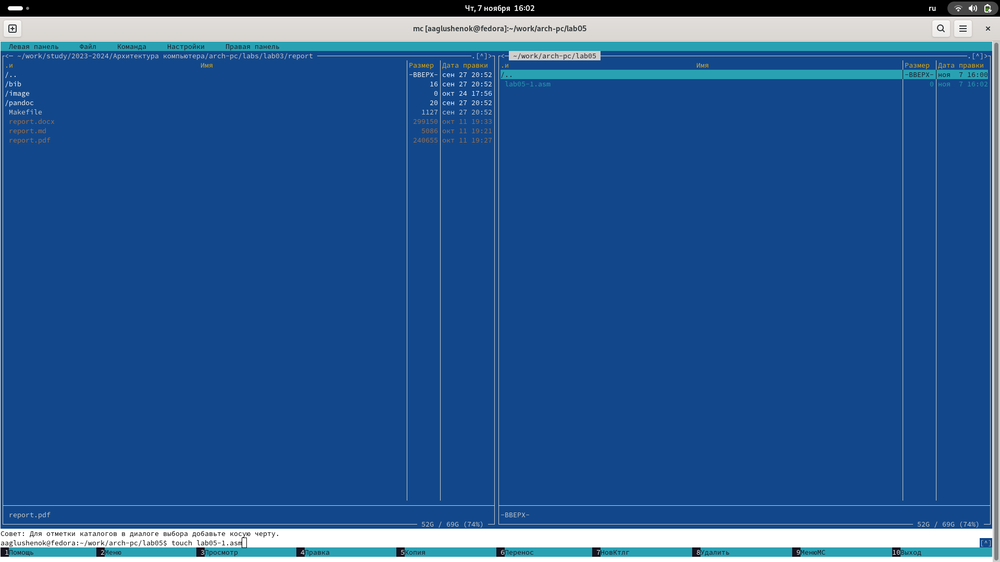 Чт, 7 ноября 16:02
ru
mc [aaglushenok@fedora]:~/work/arch-pc/lab05
Левая панель Файл Команда Настройки Правая панель
<— ~/work/study/2023-2024/Архитектура компьютера/arch-pc/labs/lab03/report .[^]>
.и Имя Размер Дата правки
/.. -ВВЕРХ- сен 27 20:52
/bib 16 сен 27 20:52
/image 0 окт 24 17:56
/pandoc 20 сен 27 20:52
Makefile 1127 сен 27 20:52
report.docx 299150 окт 11 19:33
report.md 5086 окт 11 19:21
report.pdf 240655 окт 11 19:27
report.pdf
52G / 69G (74%)
<— ~/work/arch-pc/lab05 .[^]>
.и Имя Размер Дата правки
/.. -ВВЕРХ- ноя 7 16:00
lab05-1.asm 0 ноя 7 16:02
-ВВЕРХ-
52G / 69G (74%)
Совет: Для отметки каталогов в диалоге выбора добавьте косую черту.
aaglushenok@fedora:~/work/arch-pc/lab05$ touch lab05-1.asm [^]
1Помощь 2Меню 3Просмотр 4Правка 5Копия 6Перенос 7НовКтлг 8Удалить 9МенюМС 10Выход